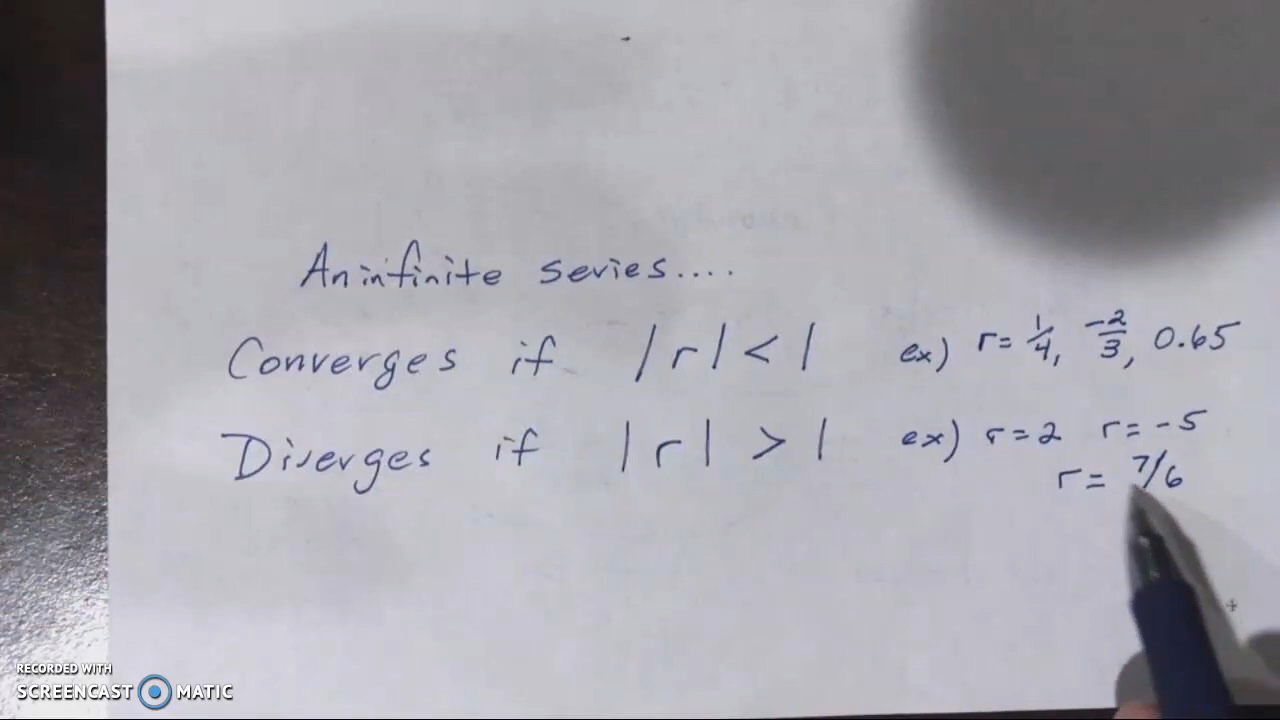 An infinite series....
Converges if |r| < 1 ex) r = 1/4, -2/3, 0.65
Diverges if |r| > 1 ex) r = 2 r = -5
r = 7/6
RECORDED WITH
SCREENCAST MATIC